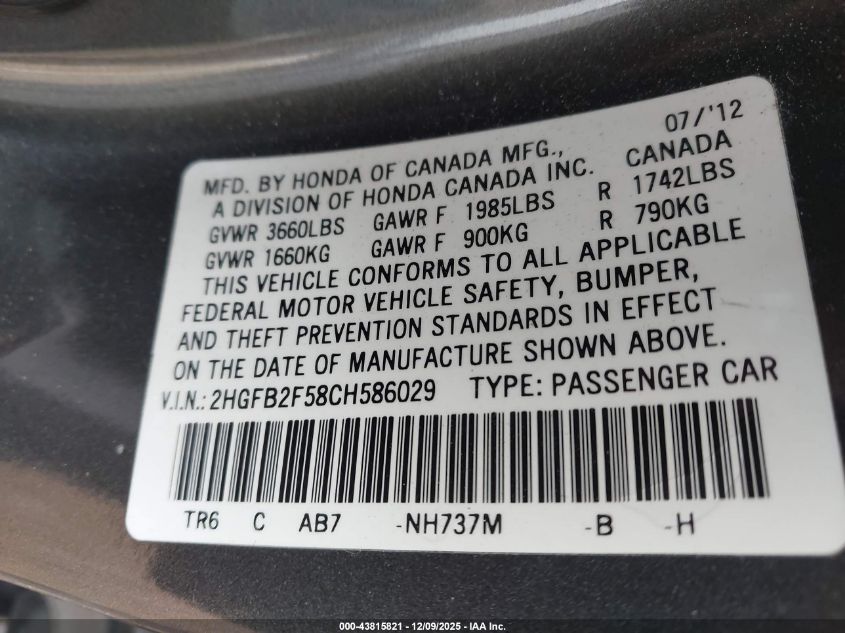 07/'12
MFD. BY HONDA OF CANADA MFG., CANADA
A DIVISION OF HONDA CANADA INC.
GVWR 3660LBS GAWR F 1985LBS R 1742LBS
GVWR 1660KG GAWR F 900KG R 790KG
THIS VEHICLE CONFORMS TO ALL APPLICABLE
FEDERAL MOTOR VEHICLE SAFETY, BUMPER,
AND THEFT PREVENTION STANDARDS IN EFFECT
ON THE DATE OF MANUFACTURE SHOWN ABOVE.
V.I.N.: 2HGFB2F58CH586029 TYPE: PASSENGER CAR
TR6 C AB7 -NH737M -B -H
000-43815821 - 12/09/2025 - IAA Inc.